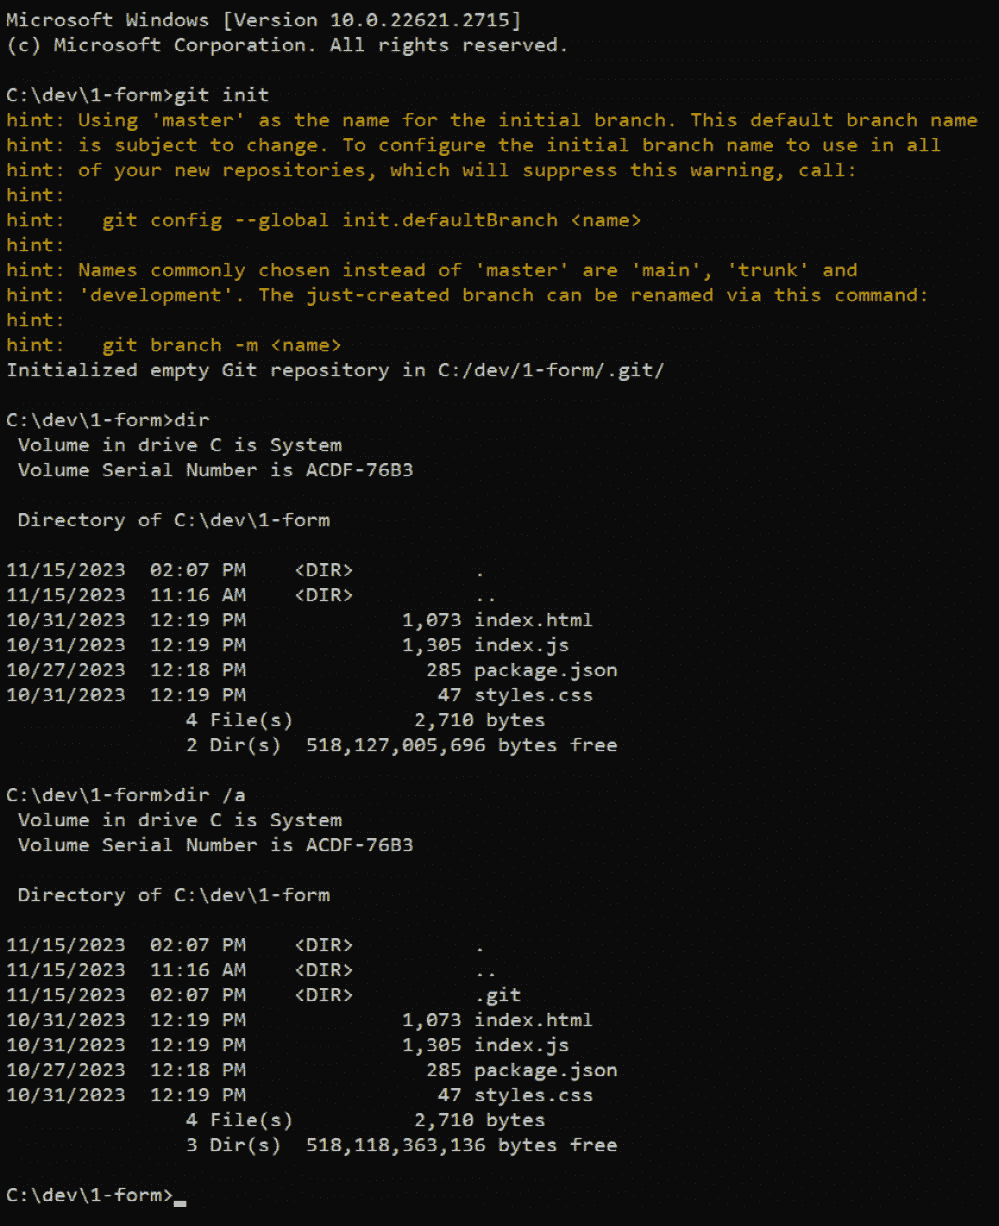 Microsoft Windows [Version 10.0.22621.2715]
(c) Microsoft Corporation. All rights reserved.
C:\dev\1-form>git init
hint: Using 'master' as the name for the initial branch. This default branch name
hint: is subject to change. To configure the initial branch name to use in all
hint: of your new repositories, which will suppress this warning, call:
hint:
hint:   git config --global init.defaultBranch <name>
hint:
hint: Names commonly chosen instead of 'master' are 'main', 'trunk' and
hint: 'development'. The just-created branch can be renamed via this command:
hint:
hint:   git branch -m <name>
Initialized empty Git repository in C:/dev/1-form/.git/
C:\dev\1-form>dir
 Volume in drive C is System
 Volume Serial Number is ACDF-76B3
 Directory of C:\dev\1-form
11/15/2023  02:07 PM    <DIR>          .
11/15/2023  11:16 AM    <DIR>          ..
10/31/2023  12:19 PM             1,073 index.html
10/31/2023  12:19 PM             1,305 index.js
10/27/2023  12:18 PM               285 package.json
10/31/2023  12:19 PM                47 styles.css
               4 File(s)          2,710 bytes
               2 Dir(s)  518,127,005,696 bytes free
C:\dev\1-form>dir /a
 Volume in drive C is System
 Volume Serial Number is ACDF-76B3
 Directory of C:\dev\1-form
11/15/2023  02:07 PM    <DIR>          .
11/15/2023  11:16 AM    <DIR>          ..
11/15/2023  02:07 PM    <DIR>          .git
10/31/2023  12:19 PM             1,073 index.html
10/31/2023  12:19 PM             1,305 index.js
10/27/2023  12:18 PM               285 package.json
10/31/2023  12:19 PM                47 styles.css
               4 File(s)          2,710 bytes
               3 Dir(s)  518,118,363,136 bytes free
C:\dev\1-form>